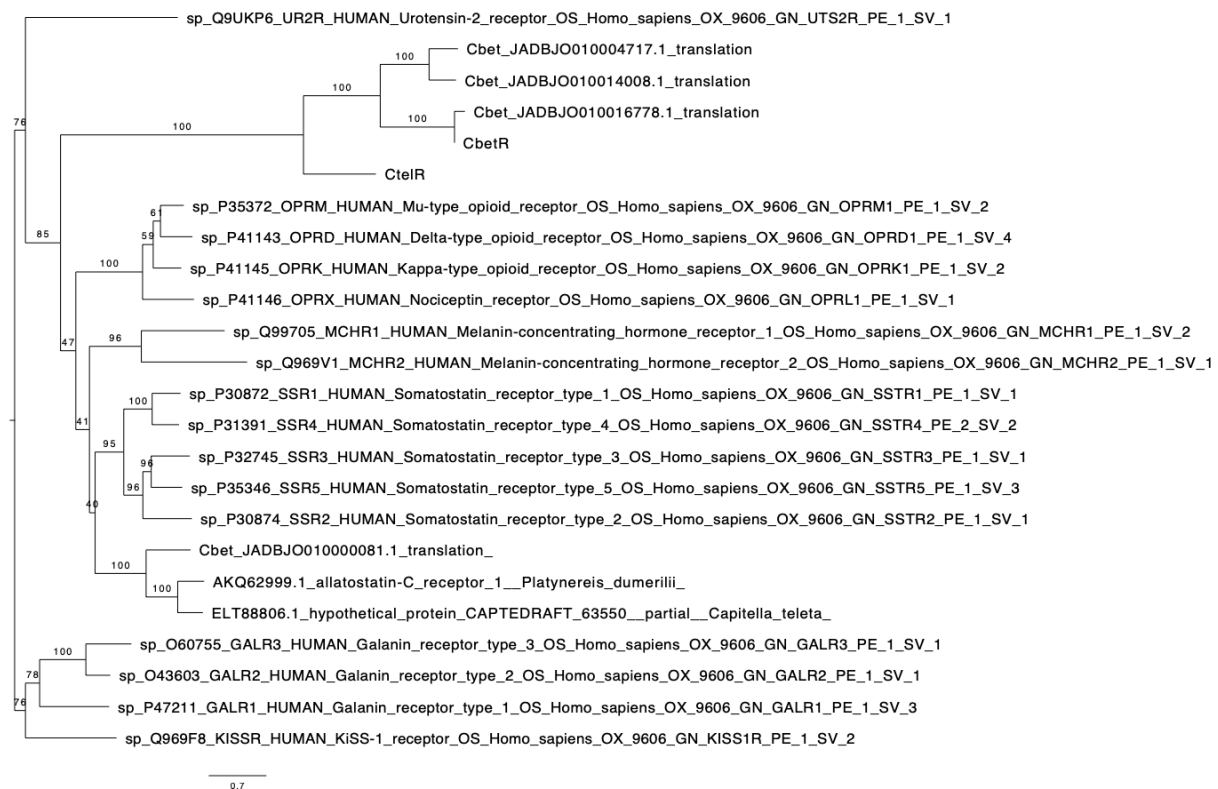 sp_Q9UKP6_UR2R_HUMAN_Urotensin-2_receptor_OS_Homo_sapiens_OX_9606_GN_UTS2R_PE_1_SV_1
Cbet_JADBJO010004717.1_translation
100
Cbet_JADBJO010014008.1_translation
100
Cbet_JADBJO010016778.1_translation
76
100
100
CbetR
CtelR
sp_P35372_OPRM_HUMAN_Mu-type_opioid_receptor_OS_Homo_sapiens_OX_9606_GN_OPRM1_PE_1_SV_2
61
85
59
sp_P41143_OPRD_HUMAN_Delta-type_opioid_receptor_OS_Homo_sapiens_OX_9606_GN_OPRD1_PE_1_SV_4
100
sp_P41145_OPRK_HUMAN_Kappa-type_opioid_receptor_OS_Homo_sapiens_OX_9606_GN_OPRK1_PE_1_SV_2
sp_P41146_OPRX_HUMAN_Nociceptin_receptor_OS_Homo_sapiens_OX_9606_GN_OPRL1_PE_1_SV_1
sp_Q99705_MCHR1_HUMAN_Melanin-concentrating_hormone_receptor_1_OS_Homo_sapiens_OX_9606_GN_MCHR1_PE_1_SV_2
47
96
sp_Q969V1_MCHR2_HUMAN_Melanin-concentrating_hormone_receptor_2_OS_Homo_sapiens_OX_9606_GN_MCHR2_PE_1_SV_1
sp_P30872_SSR1_HUMAN_Somatostatin_receptor_type_1_OS_Homo_sapiens_OX_9606_GN_SSTR1_PE_1_SV_1
100
41
sp_P31391_SSR4_HUMAN_Somatostatin_receptor_type_4_OS_Homo_sapiens_OX_9606_GN_SSTR4_PE_2_SV_2
95
sp_P32745_SSR3_HUMAN_Somatostatin_receptor_type_3_OS_Homo_sapiens_OX_9606_GN_SSTR3_PE_1_SV_1
96
96
sp_P35346_SSR5_HUMAN_Somatostatin_receptor_type_5_OS_Homo_sapiens_OX_9606_GN_SSTR5_PE_1_SV_3
40
sp_P30874_SSR2_HUMAN_Somatostatin_receptor_type_2_OS_Homo_sapiens_OX_9606_GN_SSTR2_PE_1_SV_1
Cbet_JADBJO010000081.1_translation_
100
AKQ62999.1_allatostatin-C_receptor_1__Platynereis_dumerilii_
100
ELT88806.1_hypothetical_protein_CAPTEDRAFT_63550__partial__Capitella_teleta_
sp_O60755_GALR3_HUMAN_Galanin_receptor_type_3_OS_Homo_sapiens_OX_9606_GN_GALR3_PE_1_SV_1
100
78
sp_O43603_GALR2_HUMAN_Galanin_receptor_type_2_OS_Homo_sapiens_OX_9606_GN_GALR2_PE_1_SV_1
76
sp_P47211_GALR1_HUMAN_Galanin_receptor_type_1_OS_Homo_sapiens_OX_9606_GN_GALR1_PE_1_SV_3
sp_Q969F8_KISSR_HUMAN_KiSS-1_receptor_OS_Homo_sapiens_OX_9606_GN_KISS1R_PE_1_SV_2
0.7